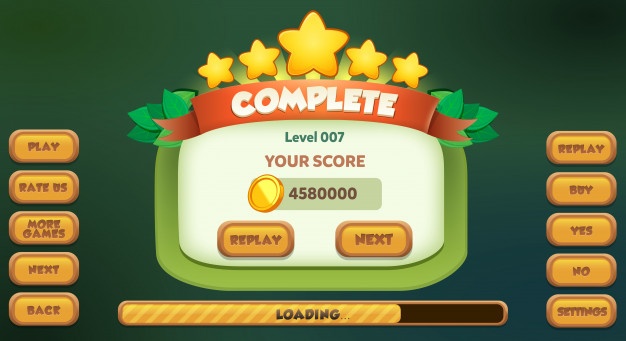 COMPLETE
Level 007
YOUR SCORE
4580000
REPLAY
NEXT
PLAY
RATE US
MORE
GAMES
NEXT
BACK
REPLAY
BUY
YES
NO
SETTINGS
LOADING...